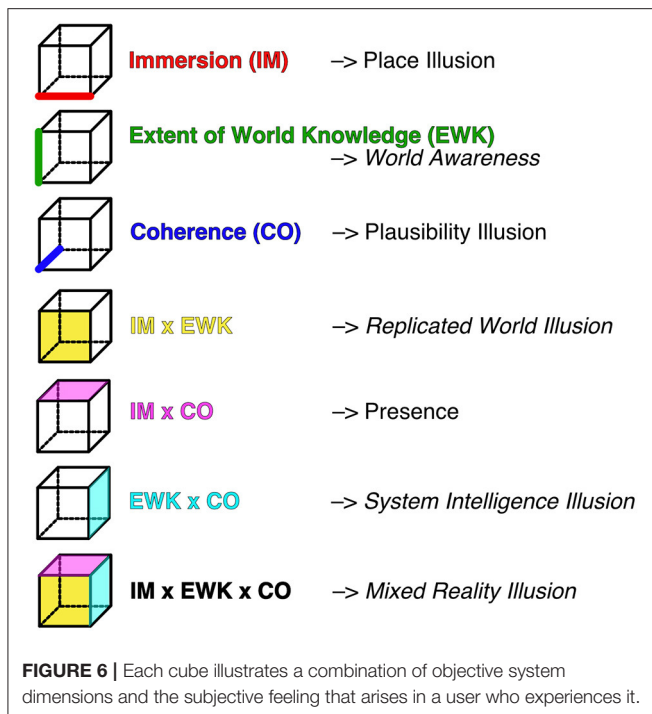 Immersion (IM) –> Place Illusion
Extent of World Knowledge (EWK)
–> World Awareness
Coherence (CO) –> Plausibility Illusion
IM x EWK –> Replicated World Illusion
IM x CO –> Presence
EWK x CO –> System Intelligence Illusion
IM x EWK x CO –> Mixed Reality Illusion
FIGURE 6 | Each cube illustrates a combination of objective system
dimensions and the subjective feeling that arises in a user who experiences it.